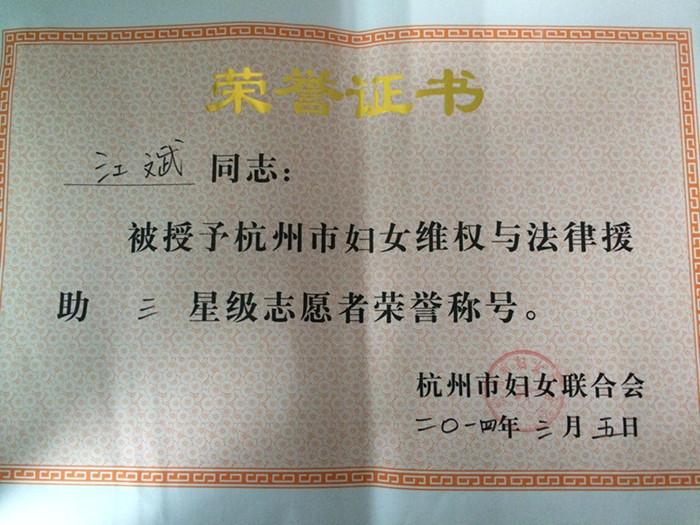 荣誉证书
江斌 同志：
被授予杭州市妇女维权与法律援
助 三 星级志愿者荣誉称号。
杭州市妇女联合会
二〇一四年 三月 五日